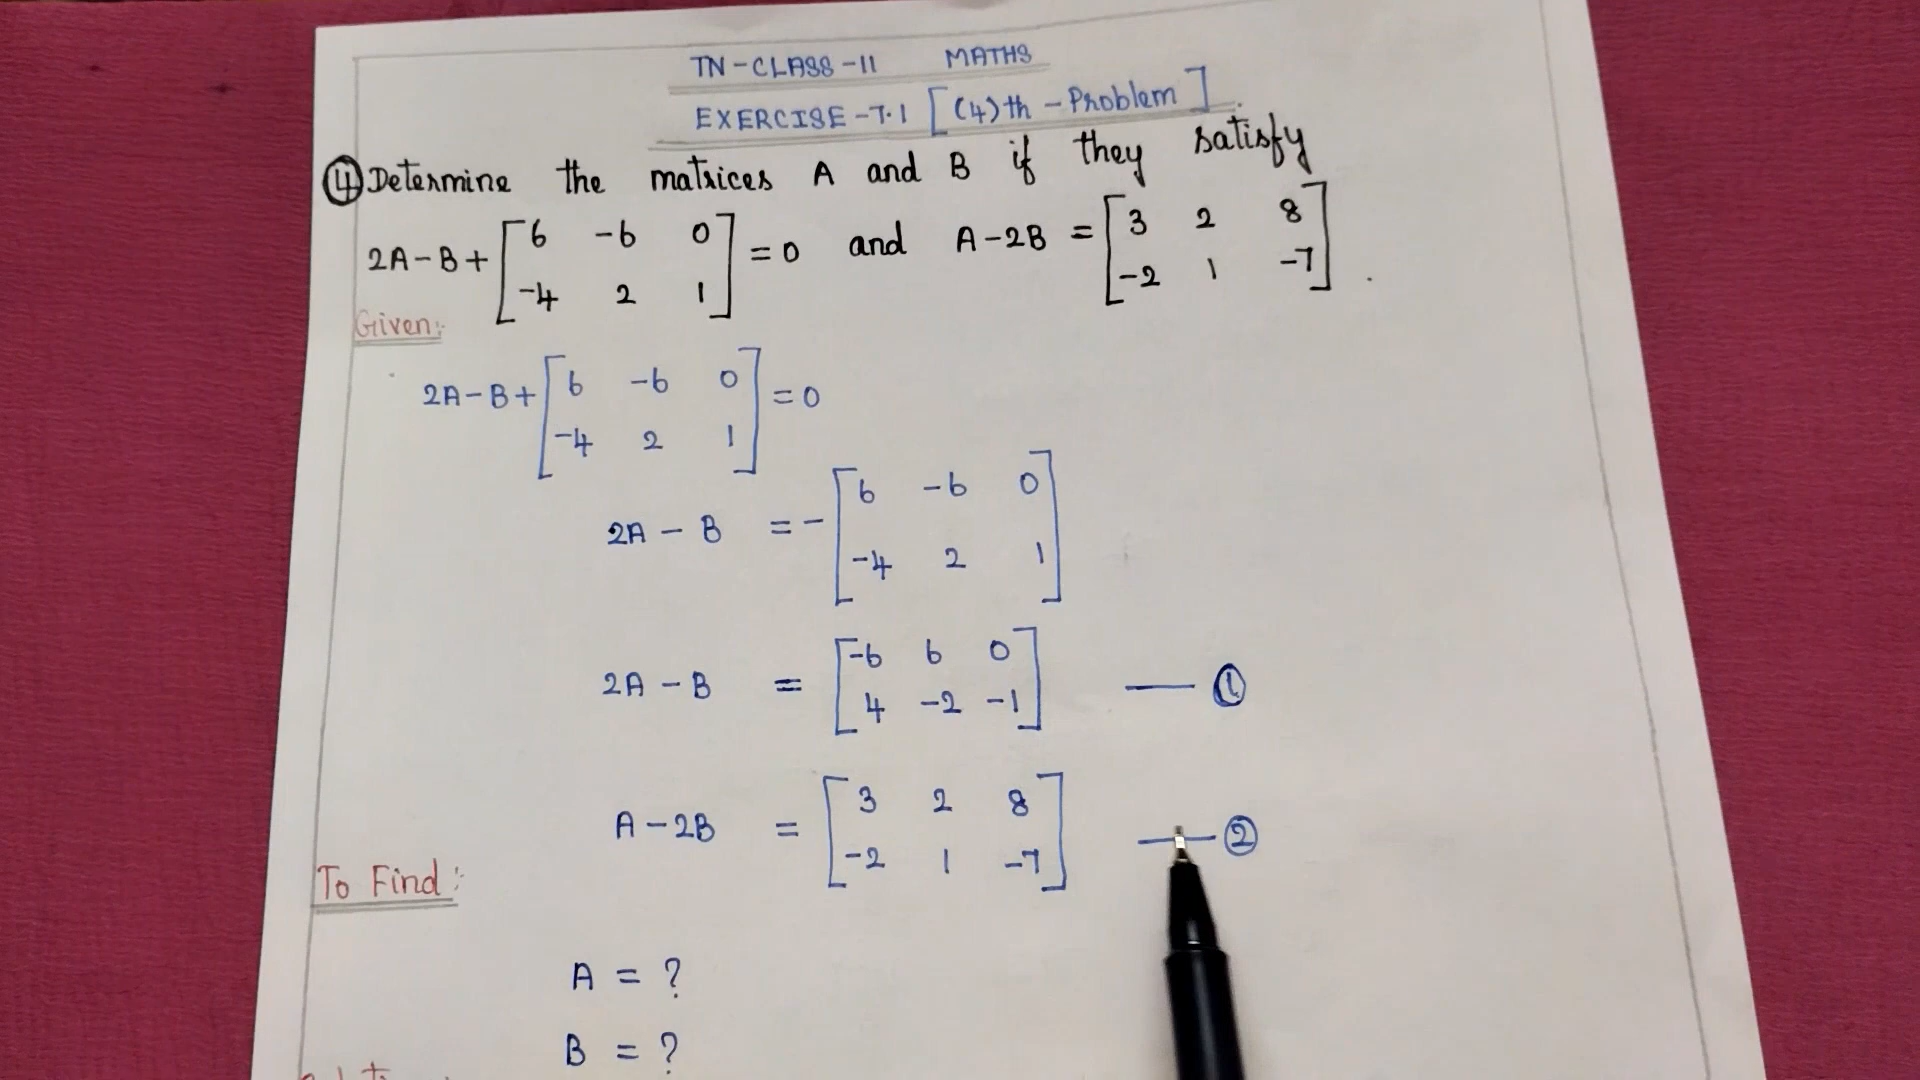 TN-CLASS-11 MATHS
EXERCISE-7.1 [(4)th - Problem].
④ Determine the matrices A and B if they satisfy
2A-B+[6 -6 0 = 0 and A-2B = [3 2 8
-4 2 1] -2 1 -7].
Given:
2A-B+[6 -6 0 = 0
-4 2 1]
2A - B = -[6 -6 0
-4 2 1]
2A - B = [-6 6 0 — ①
4 -2 -1]
A-2B = [3 2 8 — ②
-2 1 -7]
To Find:
A = ?
B = ?